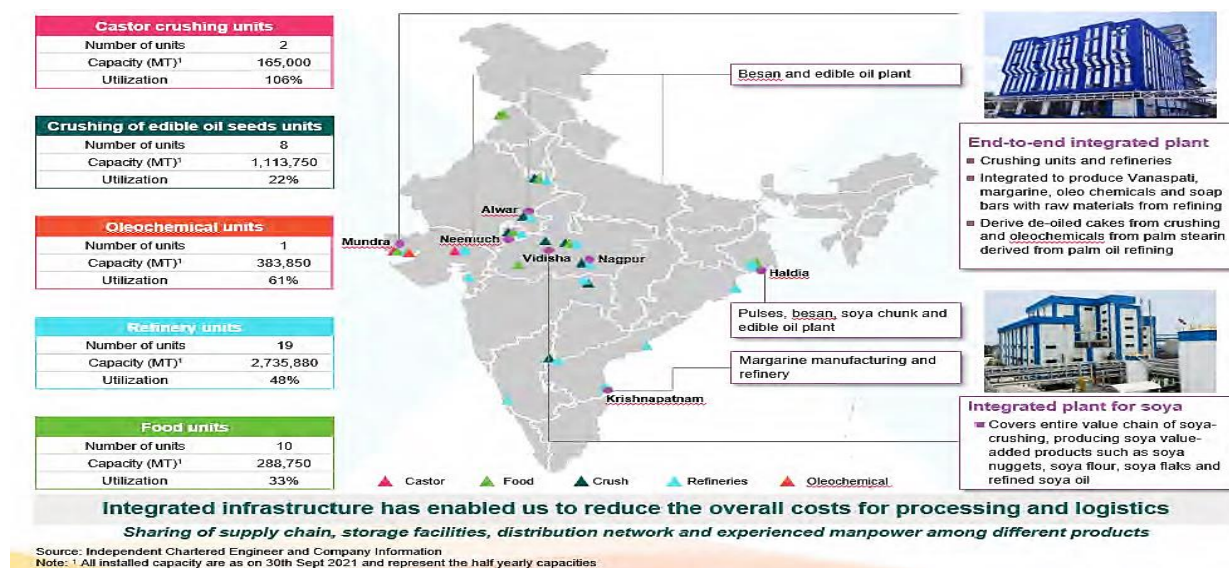 Castor crushing units
Number of units 2
Capacity (MT)¹ 165,000
Utilization 106%
Crushing of edible oil seeds units
Number of units 8
Capacity (MT)¹ 1,113,750
Utilization 22%
Oleochemical units
Number of units 1
Capacity (MT)¹ 383,850
Utilization 61%
Refinery units
Number of units 19
Capacity (MT)¹ 2,735,880
Utilization 48%
Food units
Number of units 10
Capacity (MT)¹ 288,750
Utilization 33%
Besan and edible oil plant
Alwar
Mundra
Neemuch
Vidisha
Nagpur
Haldia
Pulses, besan, soya chunk and
edible oil plant
Margarine manufacturing and
refinery
Krishnapatnam
Castor Food Crush Refineries Oleochemical
End-to-end integrated plant
Crushing units and refineries
Integrated to produce Vanaspati,
margarine, oleo chemicals and soap
bars with raw materials from refining
Derive de-oiled cakes from crushing
and oleochemicals from palm stearin
derived from palm oil refining
Integrated plant for soya
Covers entire value chain of soya-
crushing, producing soya value-
added products such as soya
nuggets, soya flour, soya flaks and
refined soya oil
Integrated infrastructure has enabled us to reduce the overall costs for processing and logistics
Sharing of supply chain, storage facilities, distribution network and experienced manpower among different products
Source: Independent Chartered Engineer and Company Information
Note: ¹ All installed capacity are as on 30th Sept 2021 and represent the half yearly capacities